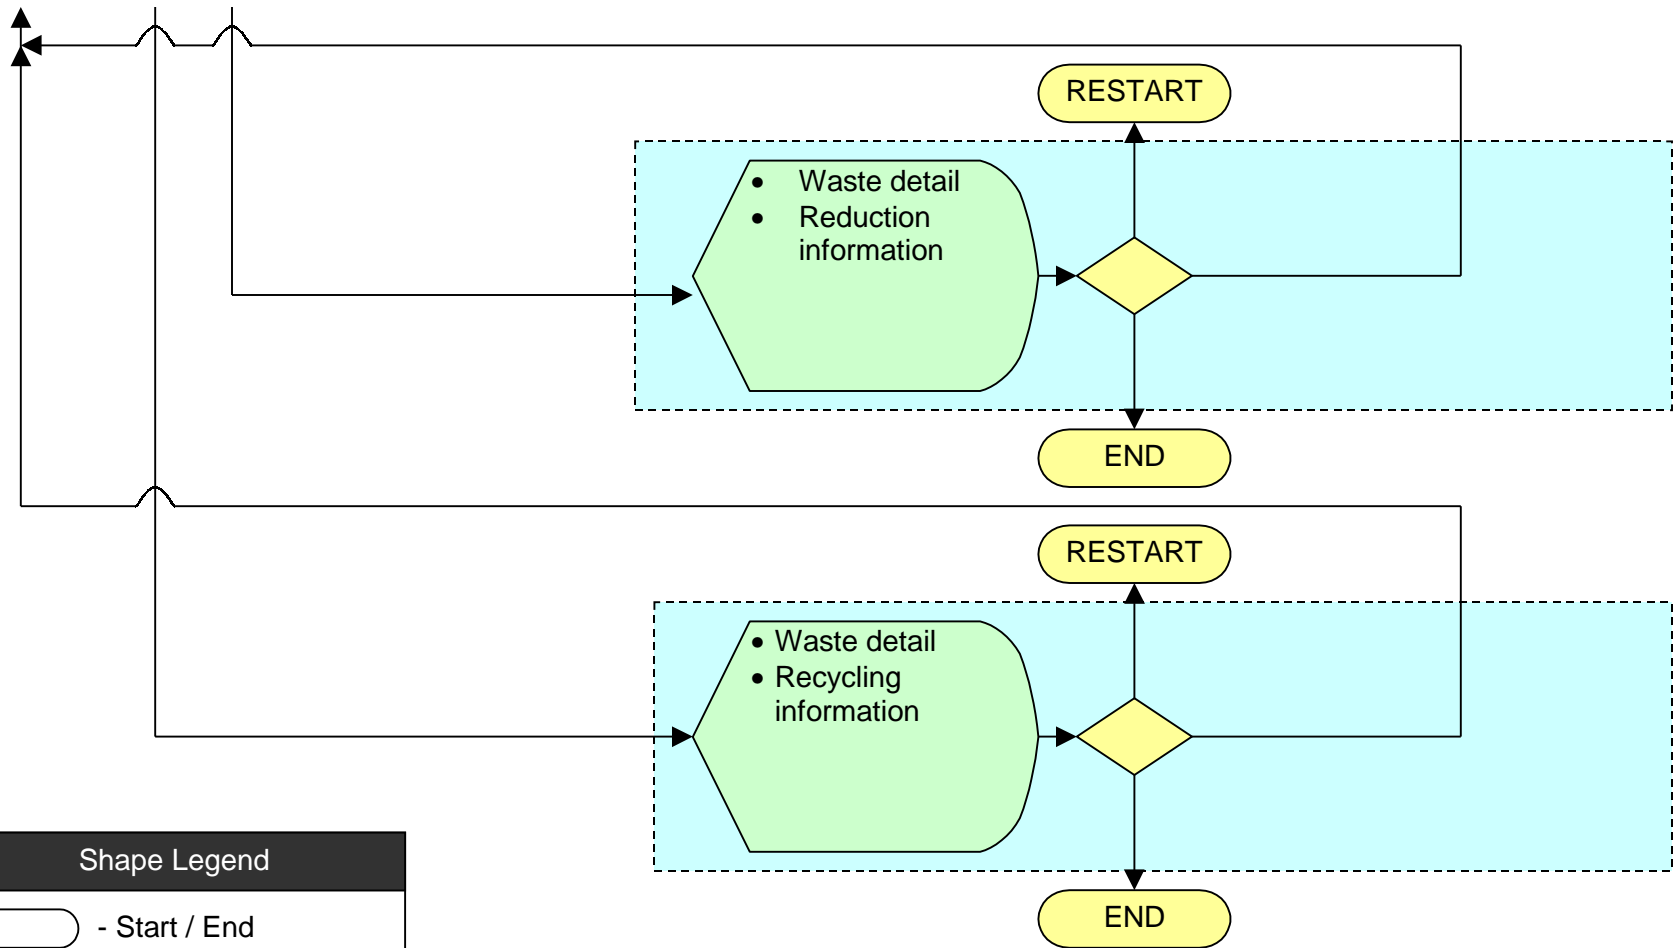 RESTART
• Waste detail
• Reduction
information
END
RESTART
• Waste detail
• Recycling
information
END
Shape Legend
- Start / End